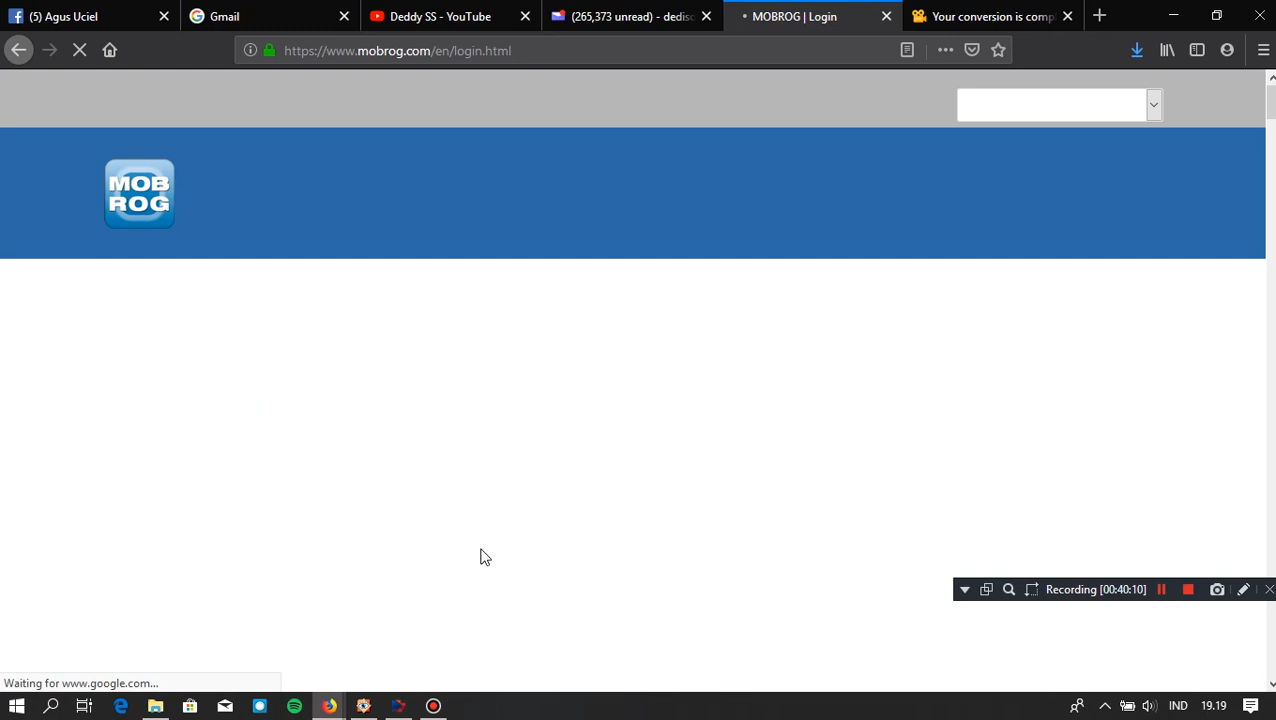 (5) Agus Uciel
Gmail
Deddy SS - YouTube
(265,373 unread) - dedisc
MOBROG | Login
Your conversion is comp
https://www.mobrog.com/en/login.html
MOB
ROG
Recording [00:40:10]
Waiting for www.google.com...
IND
19.19